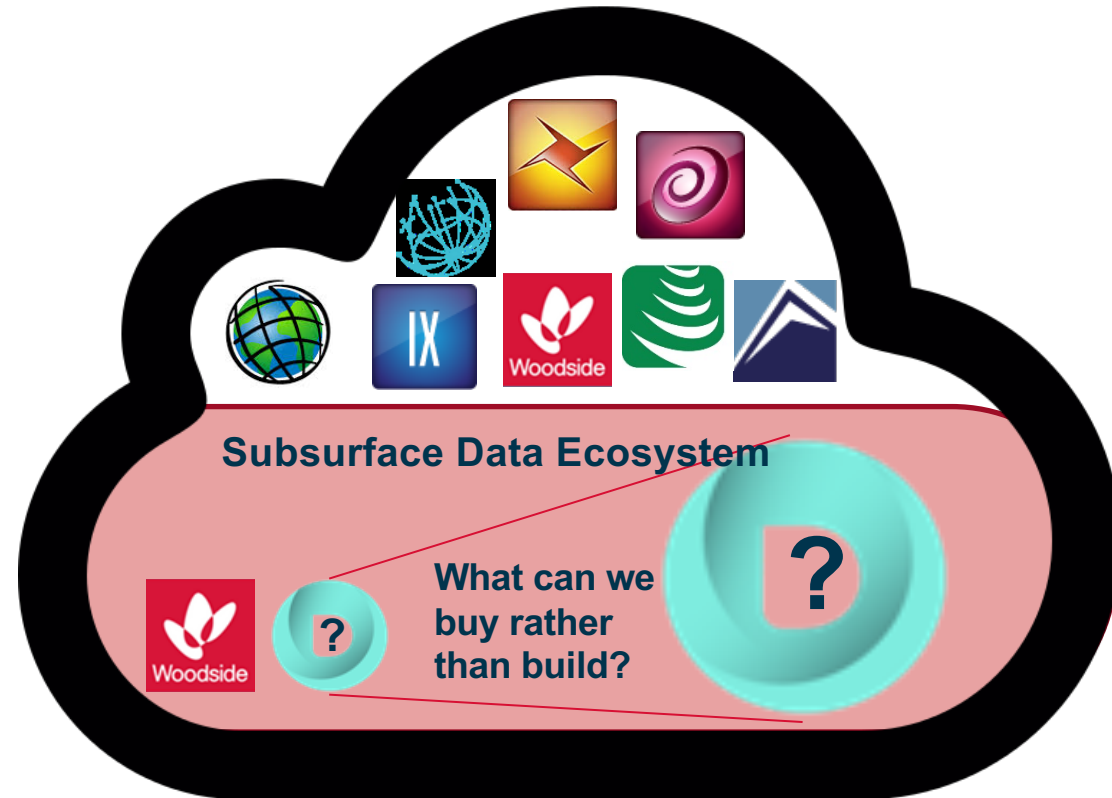 IX
Woodside
Subsurface Data Ecosystem
What can we
buy rather
than build?
?
?
Woodside